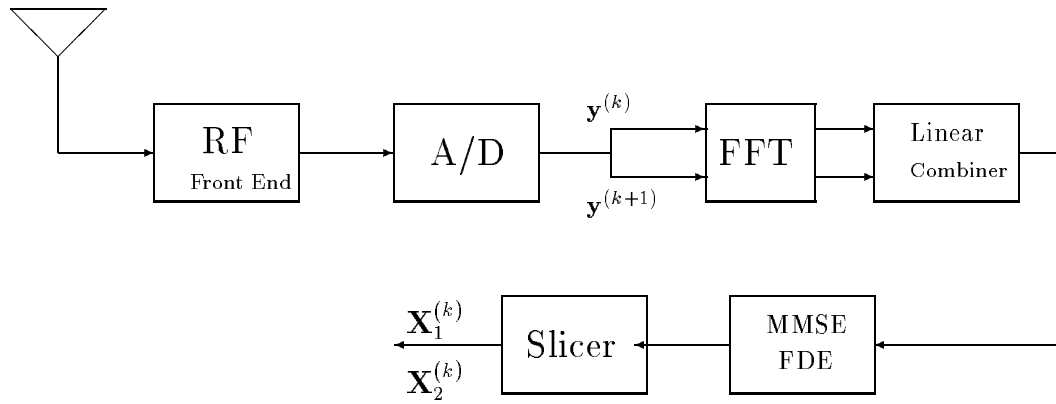 y^(k)
RF
Front End
A/D
FFT
Linear
Combiner
y^(k+1)
X_1^(k)
X_2^(k)
Slicer
MMSE
FDE